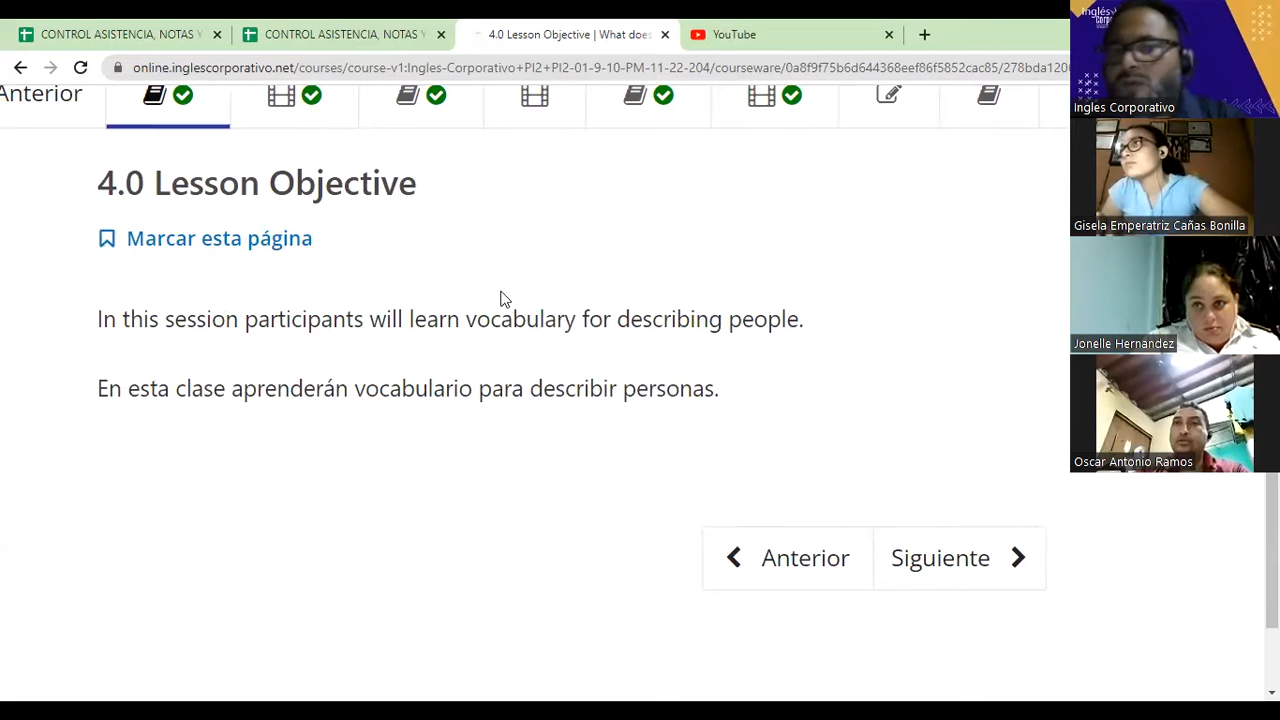 CONTROL ASISTENCIA, NOTAS Y
CONTROL ASISTENCIA, NOTAS Y
4.0 Lesson Objective | What does
YouTube
online.inglescorporativo.net/courses/course-v1:Ingles-Corporativo+PI2+PI2-01-9-10-PM-11-22-204/courseware/0a8f9f75b6d644368eef86f5852cac85/278bda120
Anterior
4.0 Lesson Objective
Marcar esta página
In this session participants will learn vocabulary for describing people.
En esta clase aprenderán vocabulario para describir personas.
Anterior
Siguiente
Inglés
Ingles Corporativo
Gisela Emperatriz Cañas Bonilla
Jonelle Hernandez
Oscar Antonio Ramos